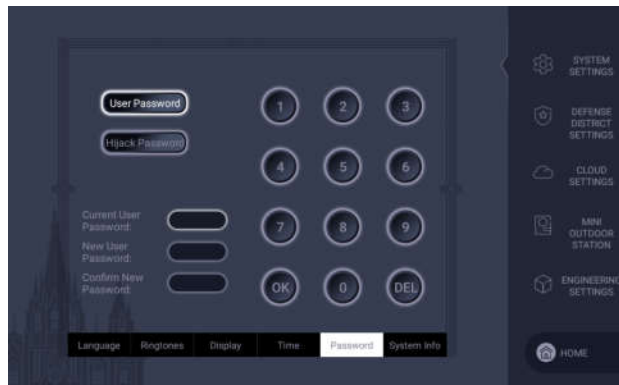 User Password
Hijack Password
Current User
Password:
New User
Password:
Confirm New
Password:
1 2 3
4 5 6
7 8 9
OK 0 DEL
Language Ringtones Display Time Password System Info
SYSTEM
SETTINGS
DEFENSE
DISTRICT
SETTINGS
CLOUD
SETTINGS
MINI
OUTDOOR
STATION
ENGINEERING
SETTINGS
HOME